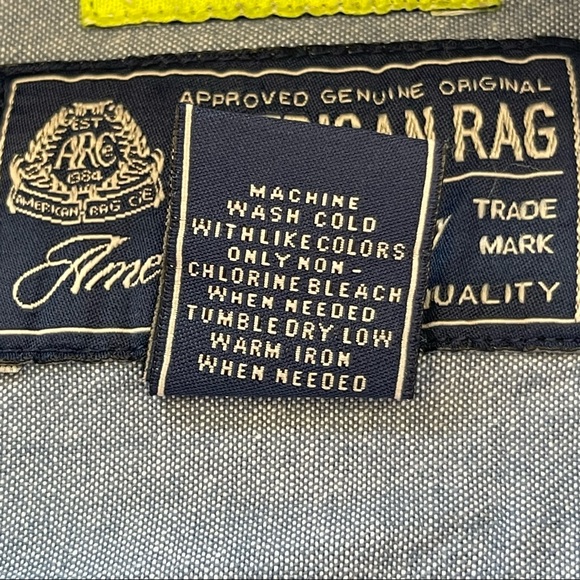 APPROVED GENUINE ORIGINAL
RAG
EST
ARC
1984
AMERICAN RAG CIE
TRADE
MARK
MACHINE
WASH COLD
WITH LIKE COLORS
ONLY NON-
CHLORINE BLEACH
WHEN NEEDED
TUMBLE DRY LOW
WARM IRON
WHEN NEEDED